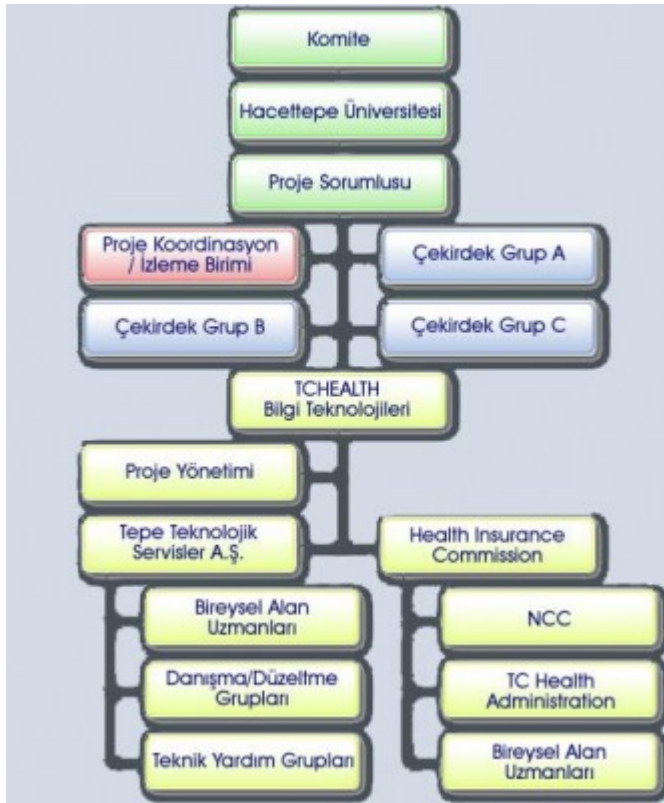 Komite
Hacettepe Üniversitesi
Proje Sorumlusu
Proje Koordinasyon
/ İzleme Birimi
Çekirdek Grup A
Çekirdek Grup B
Çekirdek Grup C
TCHEALTH
Bilgi Teknolojileri
Proje Yönetimi
Tepe Teknolojik
Servisler A.Ş.
Health Insurance
Commission
Bireysel Alan
Uzmanları
NCC
Danışma/Düzeltme
Grupları
TC Health
Administration
Teknik Yardım Grupları
Bireysel Alan
Uzmanları